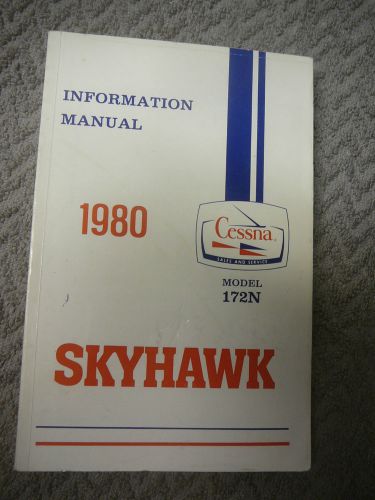 INFORMATION
MANUAL
1980
Cessna
SALES AND SERVICE
MODEL
172N
SKYHAWK